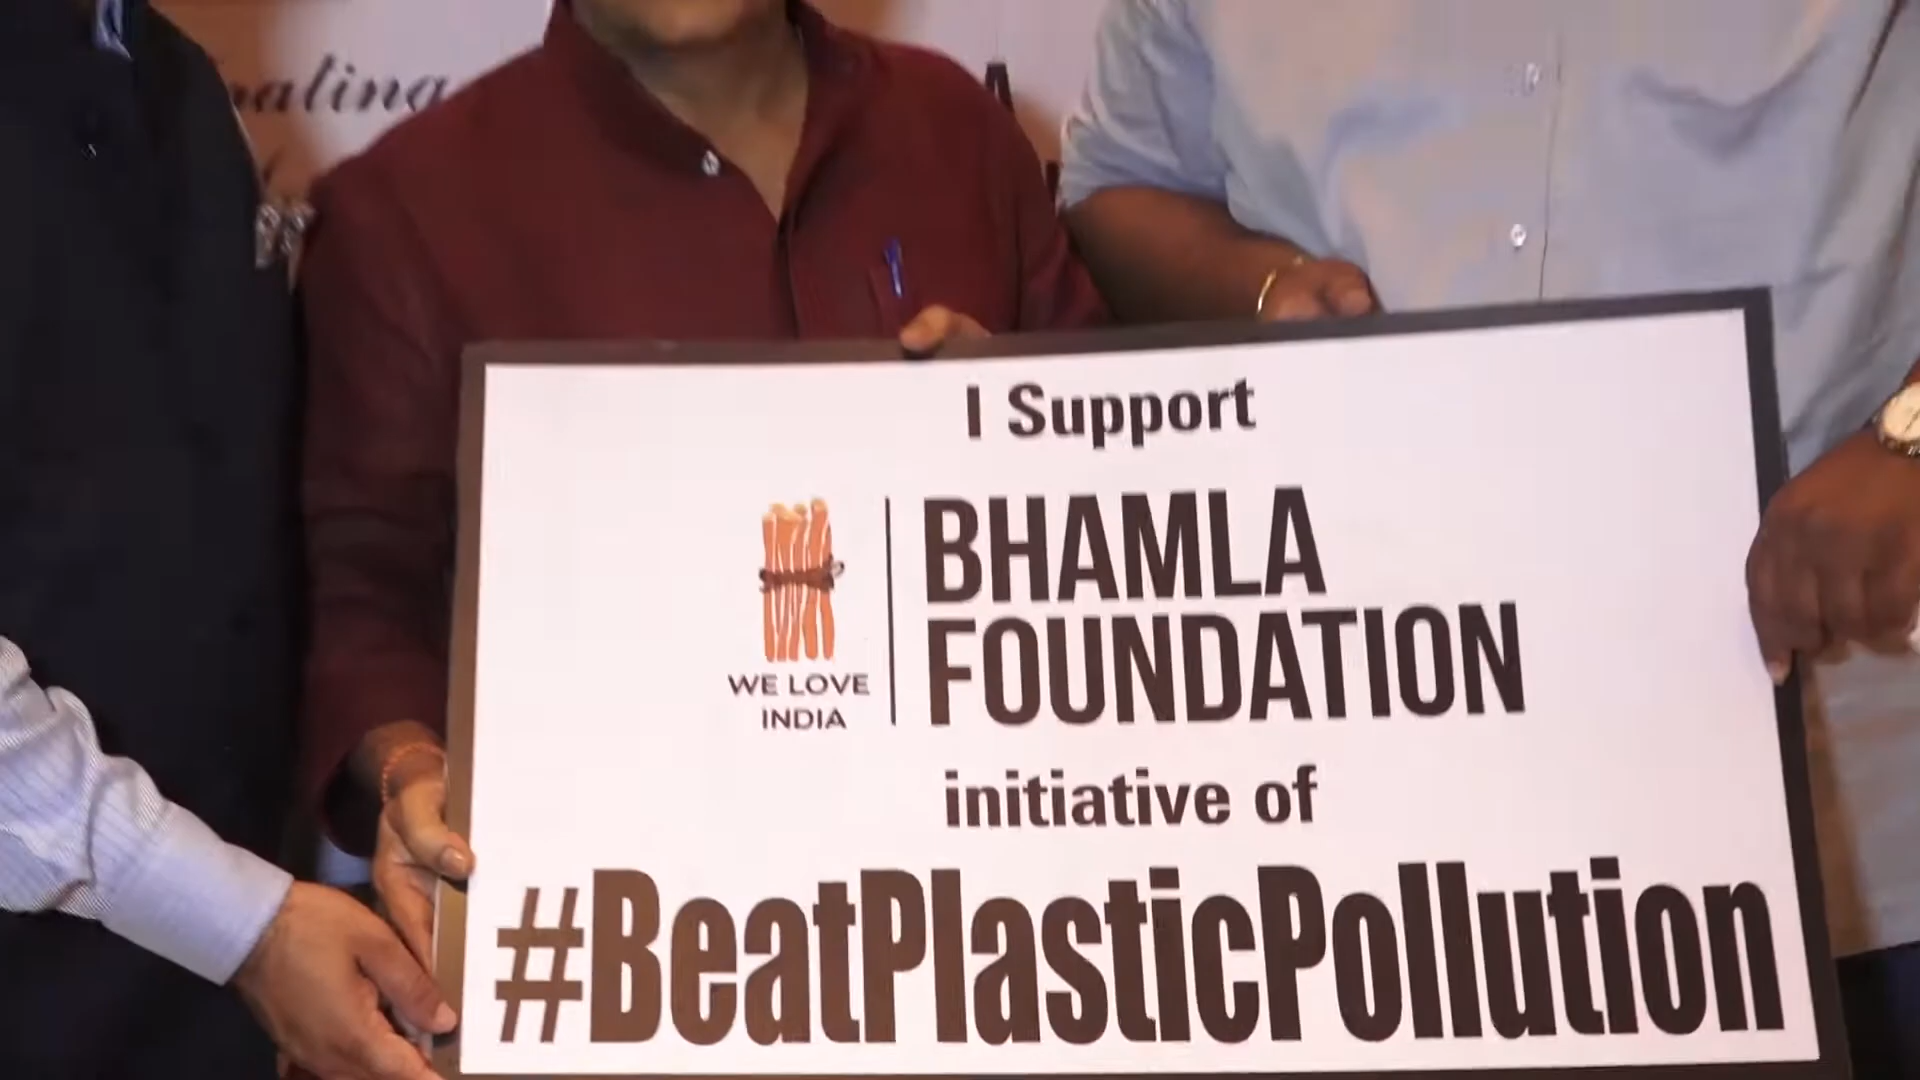 I Support
WE LOVE
INDIA
BHAMLA
FOUNDATION
initiative of
#BeatPlasticPollution